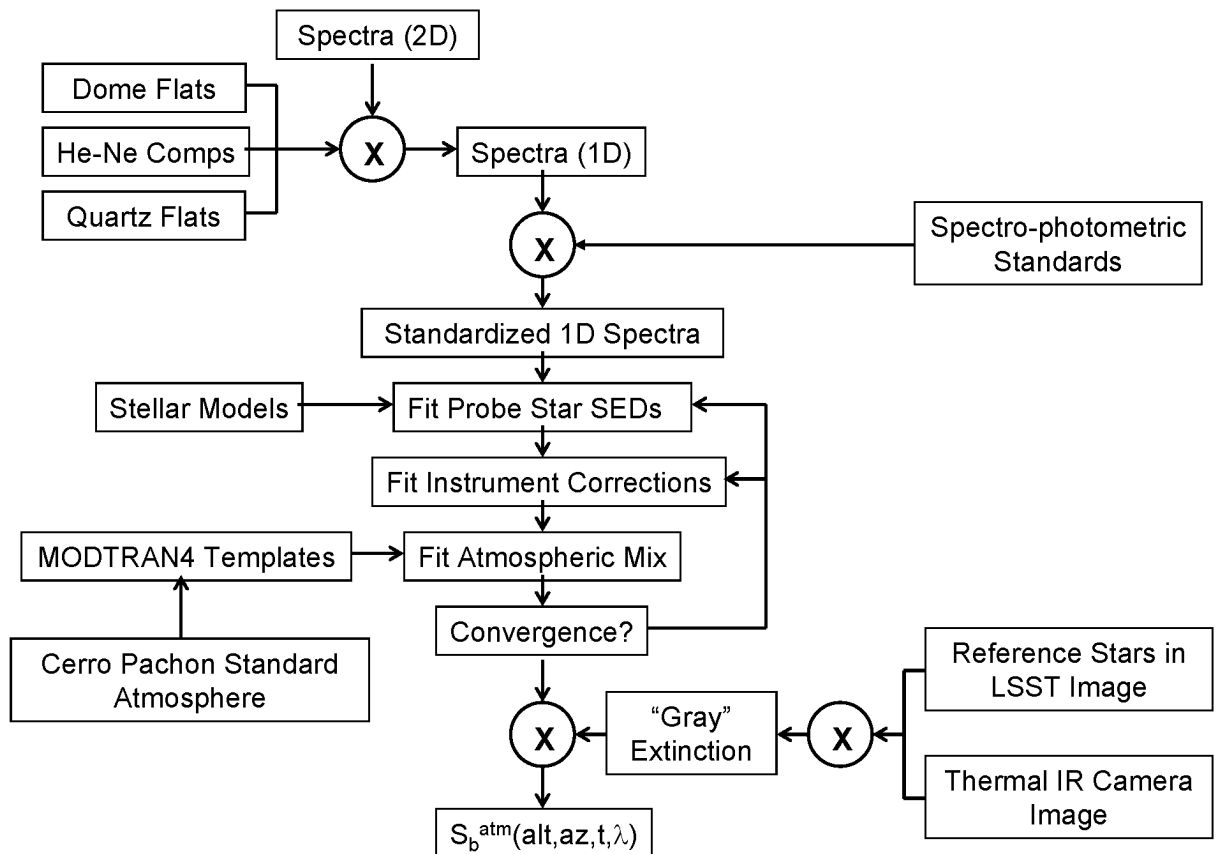 Spectra (2D)
Dome Flats
He-Ne Comps
Quartz Flats
X
Spectra (1D)
X
Spectro-photometric
Standards
Standardized 1D Spectra
Stellar Models
Fit Probe Star SEDs
Fit Instrument Corrections
MODTRAN4 Templates
Fit Atmospheric Mix
Convergence?
Cerro Pachon Standard
Atmosphere
Reference Stars in
LSST Image
X
“Gray”
Extinction
X
Thermal IR Camera
Image
S_b^atm(alt,az,t,λ)